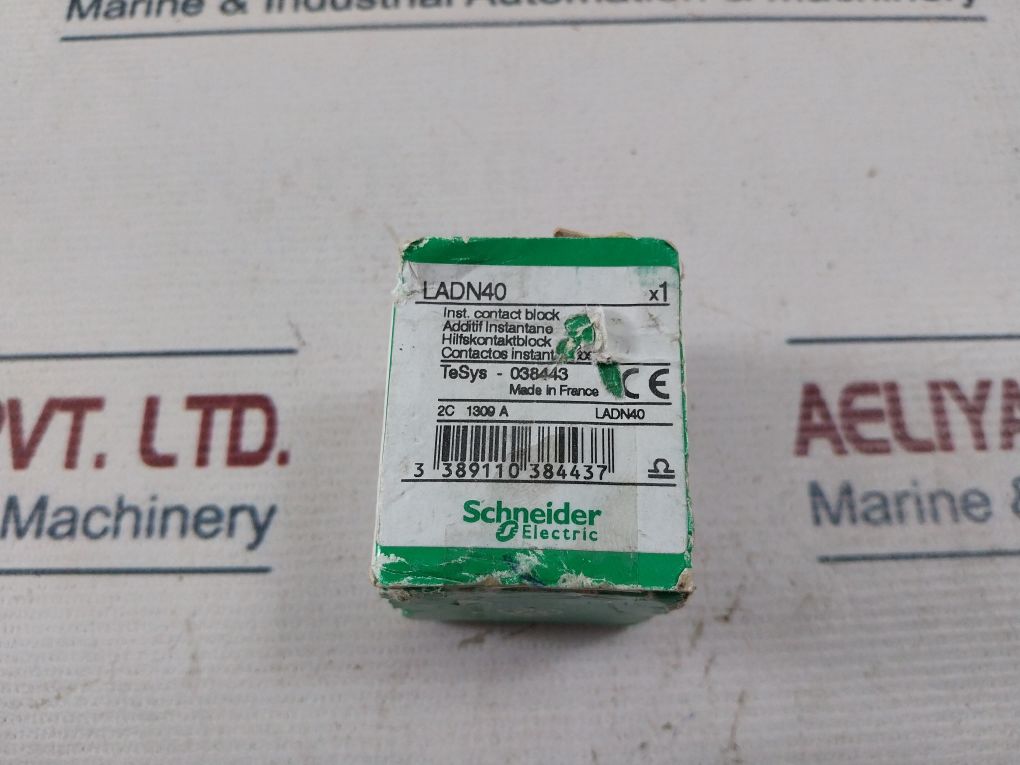 Marine & Industrial Automation & Machinery
LADN40 x1
Inst. contact block
Additif Instantane
Hilfskontaktblock
Contactos instant
TeSys - 038443
Made in France CE
2C 1309 A LADN40
3 389110 384437
Schneider
Electric
PVT. LTD.
Machinery
AELIYA
Marine &